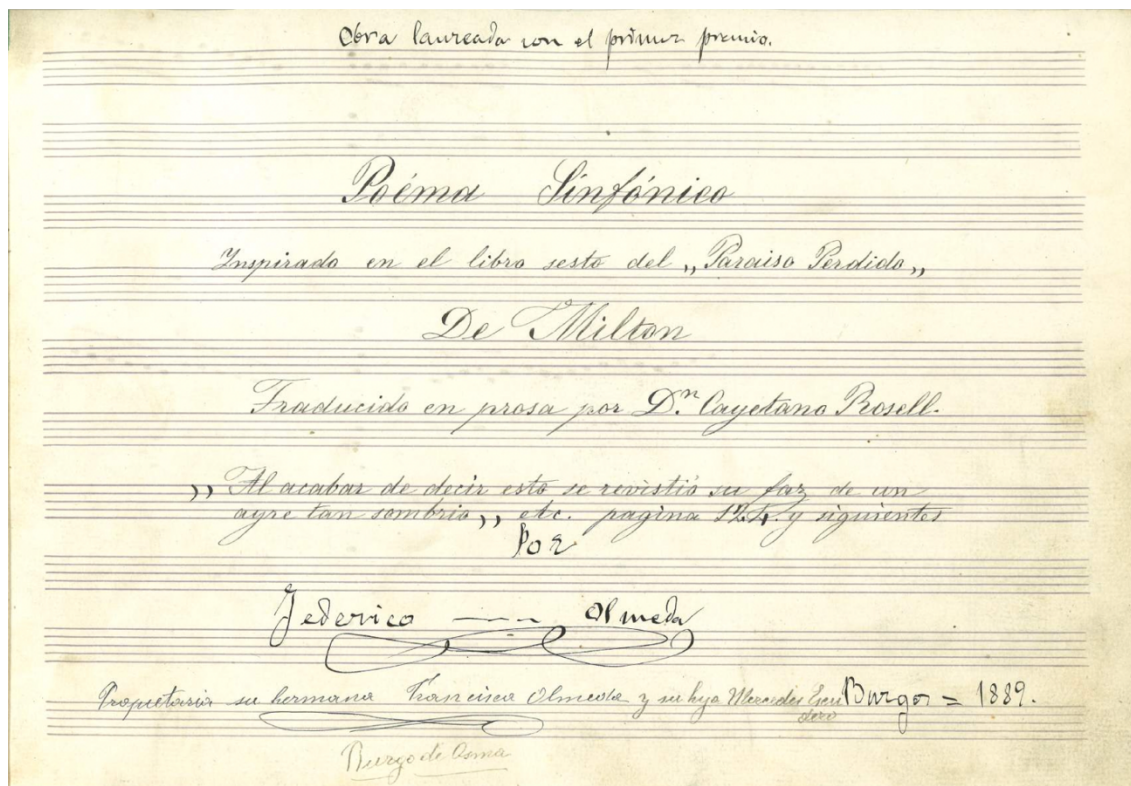 Obra laureada con el primer premio.
Poéma Sinfónico
Inspirado en el libro sesto del „Paraiso Perdido„
De Milton
Traducido en prosa por D.n Cayetano Rosell.
„ Al acabar de decir esto se revistió su faz de un
ayre tan sombrio„ etc. pagina 124. y siguientes
Por
Federico Olmeda
Propietaria su hermana Francisca Olmeda y su hija Mercedes Escu
dero
Burgos = 1889.
Burgo de Osma